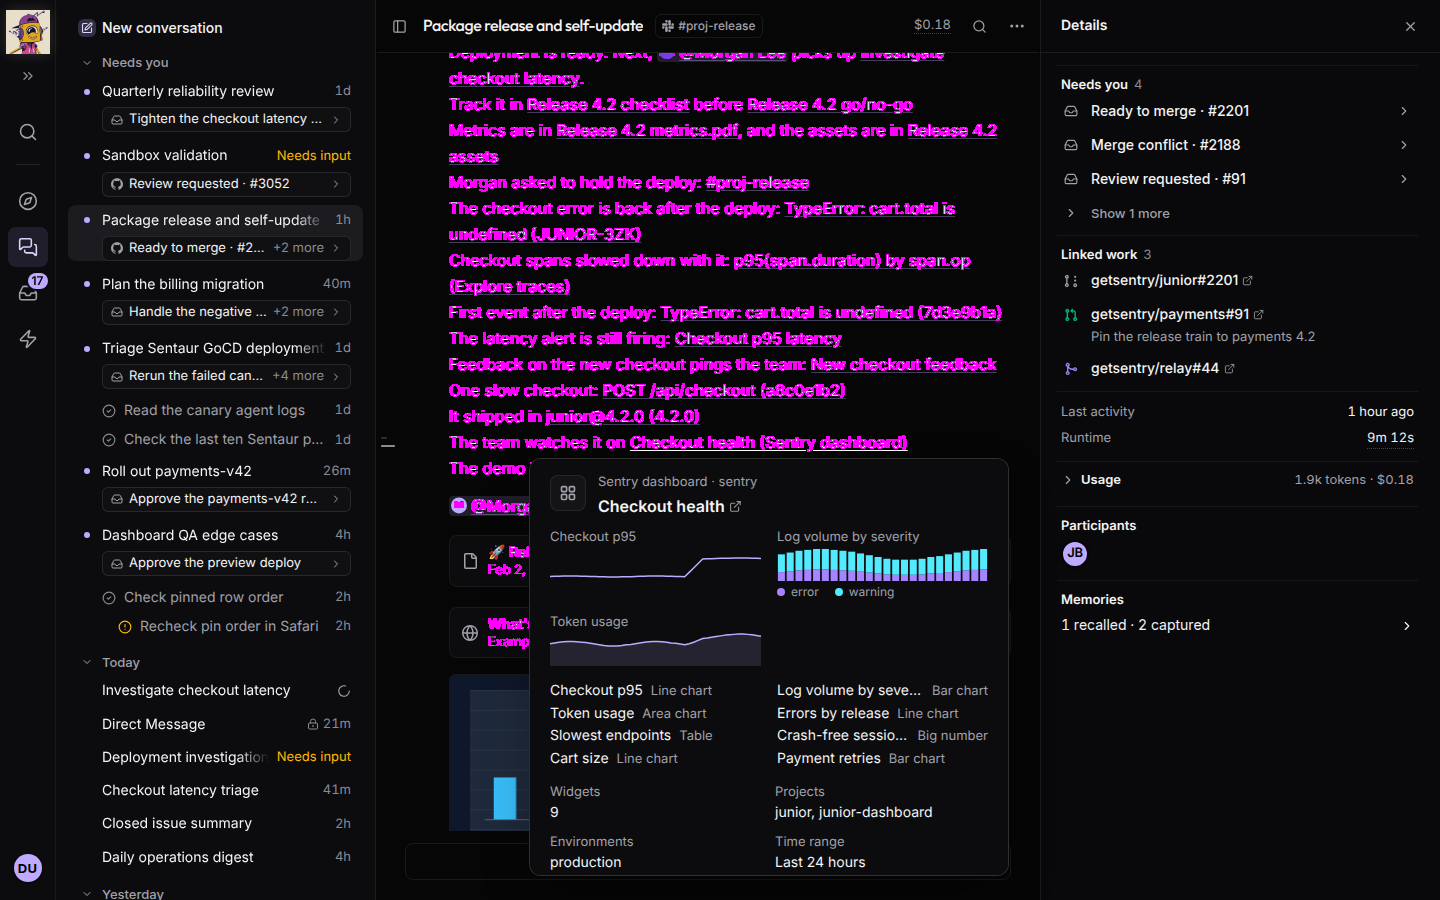 New conversation
Needs you
Quarterly reliability review 1d
Tighten the checkout latency ...
Sandbox validation Needs input
Review requested · #3052
Package release and self-update 1h
Ready to merge · #2... +2 more
Plan the billing migration 40m
Handle the negative ... +2 more
Triage Sentaur GoCD deployment 1d
Rerun the failed can... +4 more
Read the canary agent logs 1d
Check the last ten Sentaur p... 1d
Roll out payments-v42 26m
Approve the payments-v42 r...
Dashboard QA edge cases 4h
Approve the preview deploy
Check pinned row order 2h
Recheck pin order in Safari 2h
Today
Investigate checkout latency
Direct Message 21m
Deployment investigation Needs input
Checkout latency triage 41m
Closed issue summary 2h
Daily operations digest 4h
Yesterday
17
DU
Package release and self-update #proj-release $0.18
Deployment is ready. Next, @Morgan Lee picks up investigate
checkout latency.
Track it in Release 4.2 checklist before Release 4.2 go/no-go
Metrics are in Release 4.2 metrics.pdf, and the assets are in Release 4.2
assets
Morgan asked to hold the deploy: #proj-release
The checkout error is back after the deploy: TypeError: cart.total is
undefined (JUNIOR-3ZK)
Checkout spans slowed down with it: p95(span.duration) by span.op
(Explore traces)
First event after the deploy: TypeError: cart.total is undefined (7d3e9b1a)
The latency alert is still firing: Checkout p95 latency
Feedback on the new checkout pings the team: New checkout feedback
One slow checkout: POST /api/checkout (a8c0e1b2)
It shipped in junior@4.2.0 (4.2.0)
The team watches it on Checkout health (Sentry dashboard)
The demo
@Morga
Rel
Feb 2,
What's
Examp
Sentry dashboard · sentry
Checkout health
Checkout p95
Log volume by severity
error warning
Token usage
Checkout p95 Line chart
Log volume by seve... Bar chart
Token usage Area chart
Errors by release Line chart
Slowest endpoints Table
Crash-free sessio... Big number
Cart size Line chart
Payment retries Bar chart
Widgets
9
Projects
junior, junior-dashboard
Environments
production
Time range
Last 24 hours
Details
Needs you 4
Ready to merge · #2201
Merge conflict · #2188
Review requested · #91
Show 1 more
Linked work 3
getsentry/junior#2201
getsentry/payments#91
Pin the release train to payments 4.2
getsentry/relay#44
Last activity 1 hour ago
Runtime 9m 12s
Usage 1.9k tokens · $0.18
Participants
JB
Memories
1 recalled · 2 captured